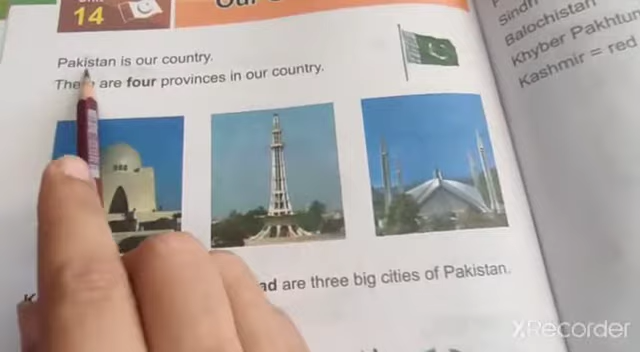 14
Pakistan is our country.
There are four provinces in our country.
are three big cities of Pakistan.
Sindh
Balochistan
Khyber Pakhtun
Kashmir = red
XRecorder